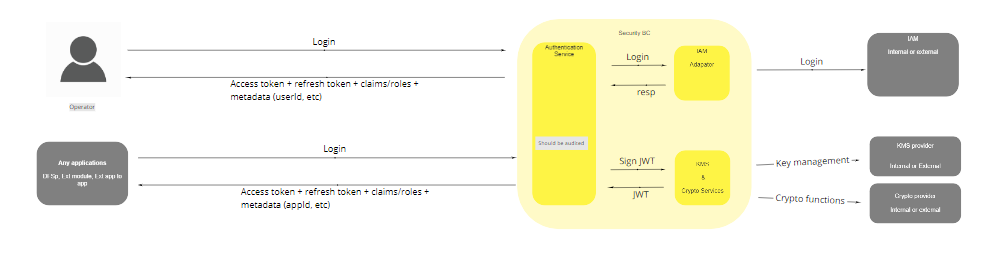 Login
Access token + refresh token + claims/roles +
metadata (userId, etc)
Operator
Any applications
DFSp, Ext module, Ext app to
app
Login
Access token + refresh token + claims/roles +
metadata (appId, etc)
Security BC
Authentication
Service
Should be audited
Login
resp
IAM
Adapator
Sign JWT
JWT
KMS
&
Crypto Services
Login
IAM
Internal or external
Key management
KMS provider
Internal or External
Crypto functions
Crypto provider
Internal or external